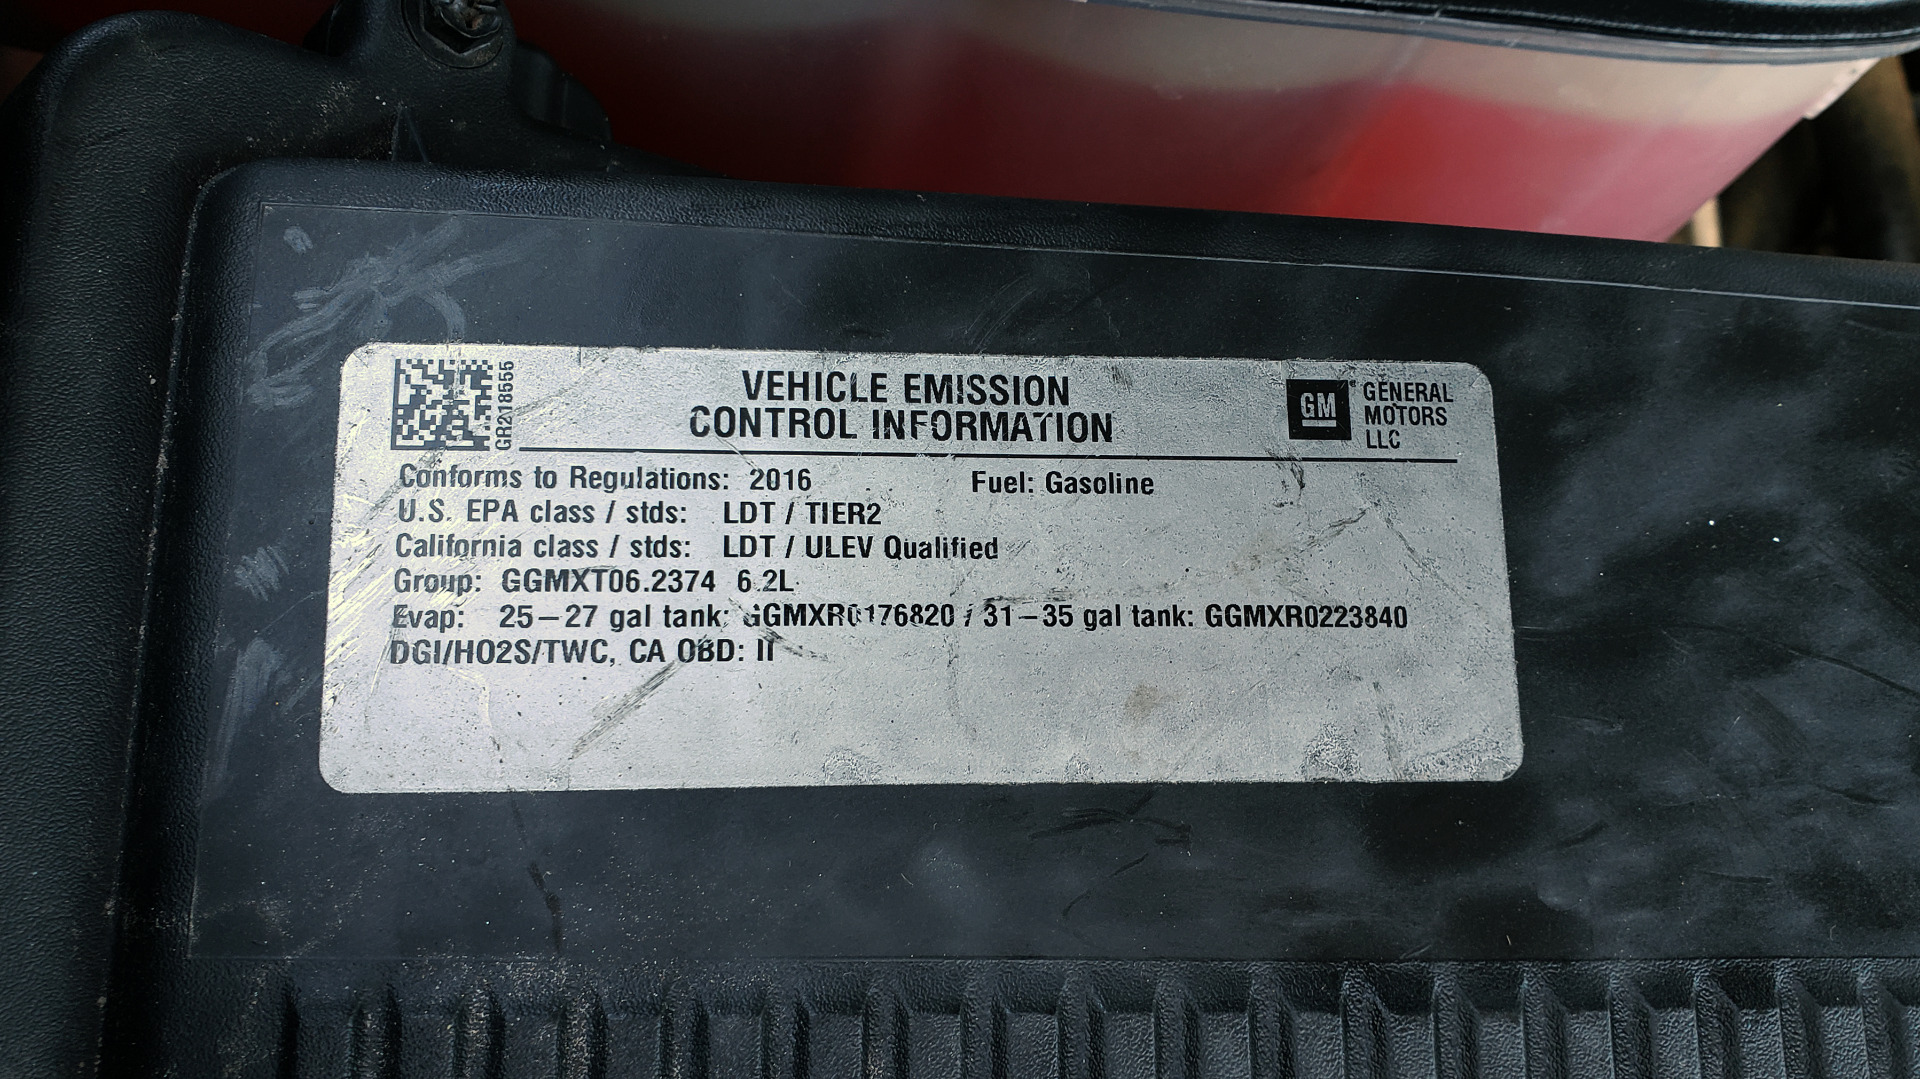 GR218555
VEHICLE EMISSION
CONTROL INFORMATION
GM
GENERAL
MOTORS
LLC
Conforms to Regulations: 2016 Fuel: Gasoline
U.S. EPA class / stds: LDT / TIER2
California class / stds: LDT / ULEV Qualified
Group: GGMXT06.2374 6.2L
Evap: 25–27 gal tank: GGMXR0176820 / 31–35 gal tank: GGMXR0223840
DGI/HO2S/TWC, CA OBD: II